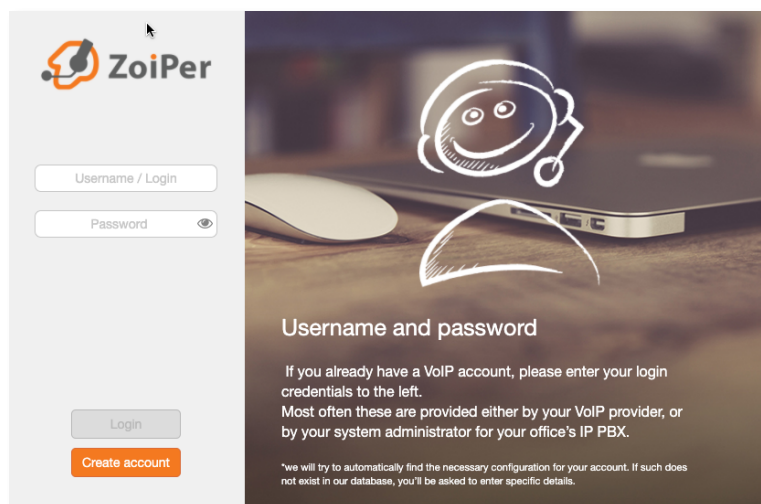 ZoiPer
Username / Login
Password
Login
Create account
Username and password
If you already have a VoIP account, please enter your login
credentials to the left.
Most often these are provided either by your VoIP provider, or
by your system administrator for your office's IP PBX.
*we will try to automatically find the necessary configuration for your account. If such does
not exist in our database, you'll be asked to enter specific details.